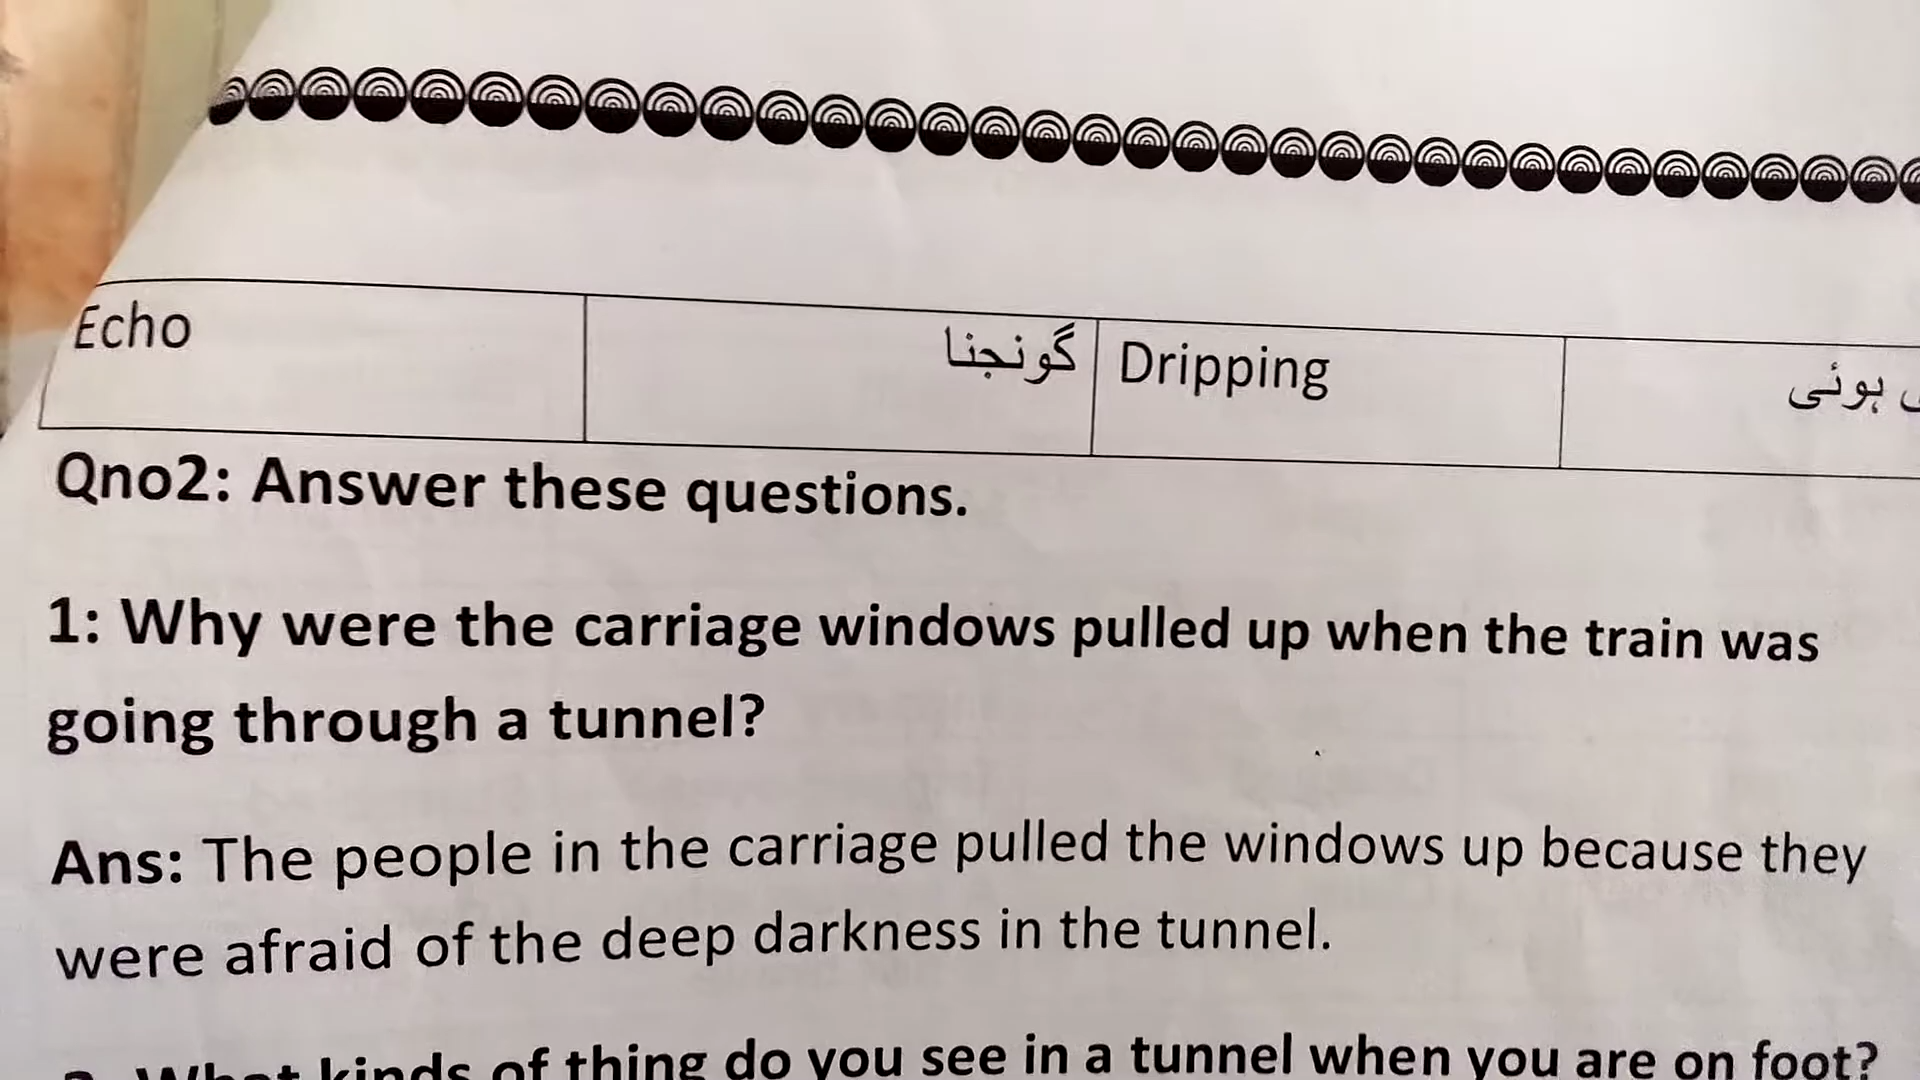 Echo گونجنا Dripping ہوئی
Qno2: Answer these questions.
1: Why were the carriage windows pulled up when the train was
going through a tunnel?
Ans: The people in the carriage pulled the windows up because they
were afraid of the deep darkness in the tunnel.
What kinds of thing do you see in a tunnel when you are on foot?